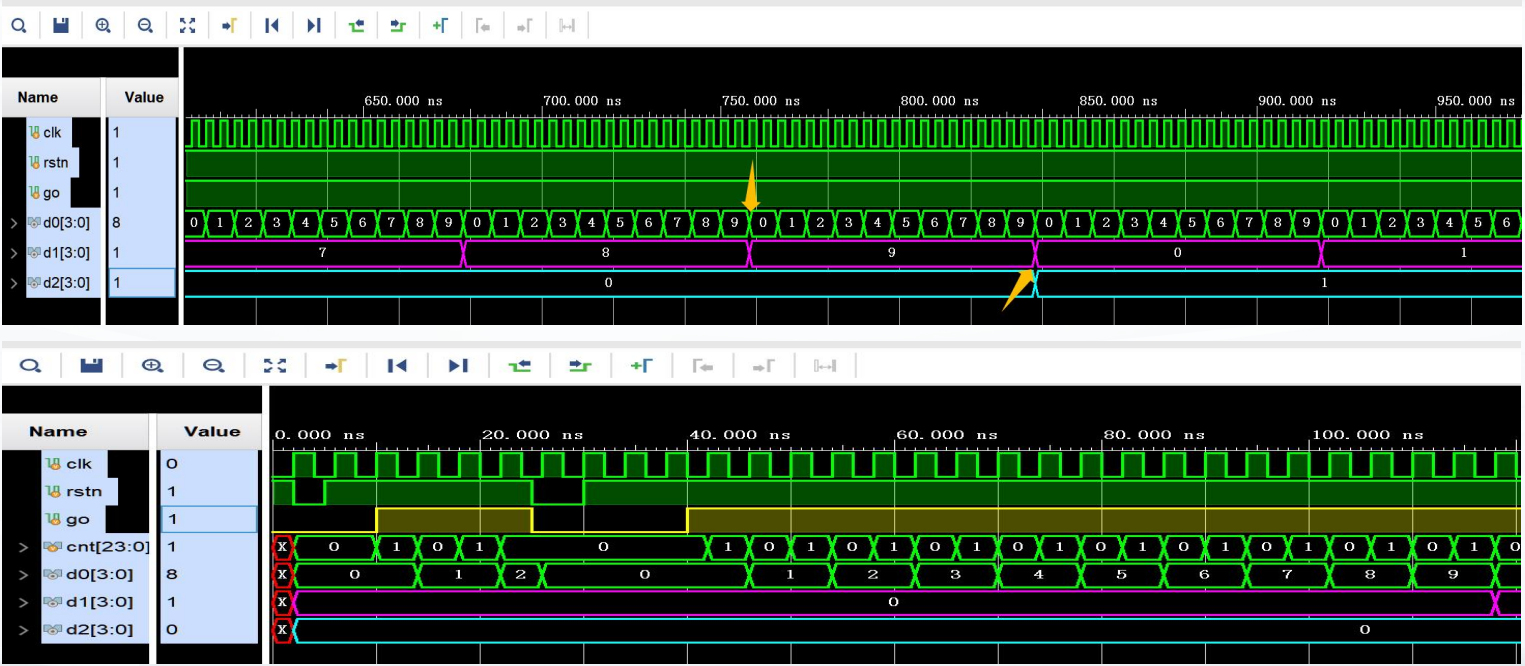 Name Value
650.000 ns 700.000 ns 750.000 ns 800.000 ns 850.000 ns 900.000 ns 950.000 ns
clk 1
rstn 1
go 1
d0[3:0] 8 0 1 2 3 4 5 6 7 8 9 0 1 2 3 4 5 6 7 8 9 0 1 2 3 4 5 6 7 8 9 0 1 2 3 4 5 6 7 8 9 0 1 2 3 4 5 6
d1[3:0] 1 7 8 9 0 1
d2[3:0] 1 0 1
Name Value
0.000 ns 20.000 ns 40.000 ns 60.000 ns 80.000 ns 100.000 ns
clk 0
rstn 1
go 1
cnt[23:0] 1 X 0 1 0 1 0 1 0 1 0 1 0 1 0 1 0 1 0 1 0 1 0 1 0 1 0
d0[3:0] 8 X 0 1 2 0 1 2 3 4 5 6 7 8 9
d1[3:0] 1 X 0
d2[3:0] 0 X 0